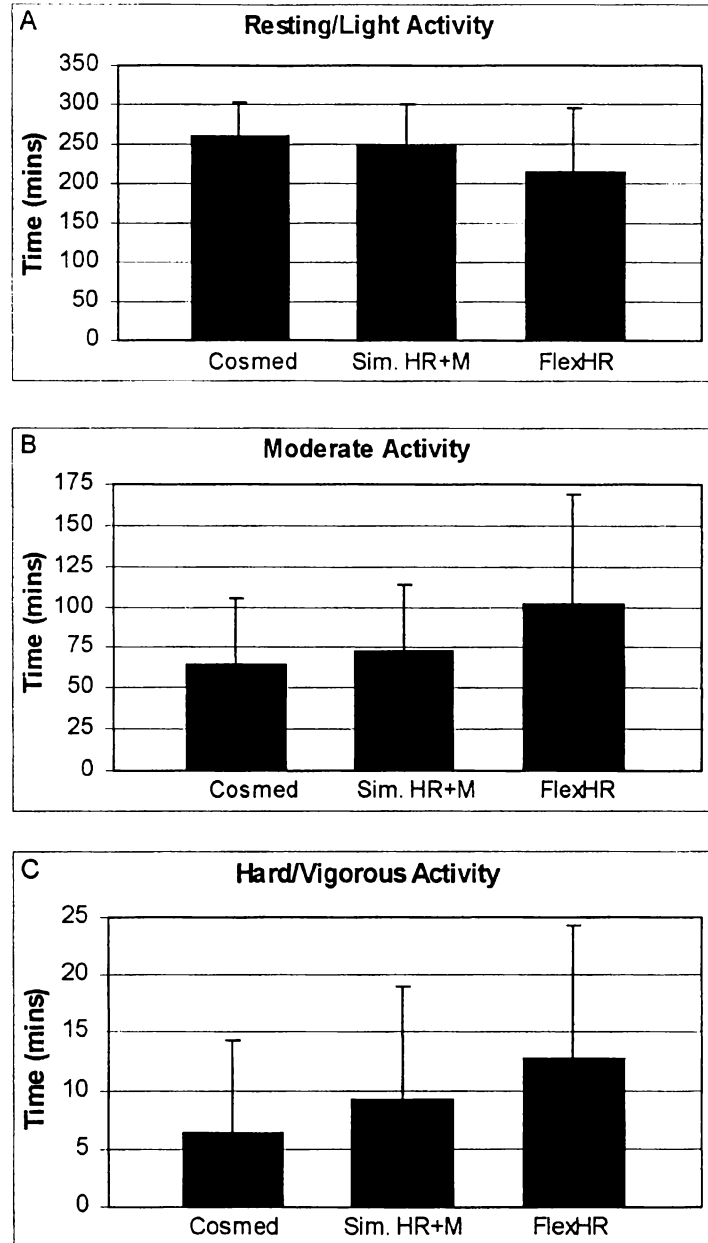 A
Resting/Light Activity
Time (mins)
350
300
250
200
150
100
50
0
Cosmed Sim. HR+M FlexHR
B
Moderate Activity
Time (mins)
175
150
125
100
75
50
25
0
Cosmed Sim. HR+M FlexHR
C
Hard/Vigorous Activity
Time (mins)
25
20
15
10
5
0
Cosmed Sim. HR+M FlexHR